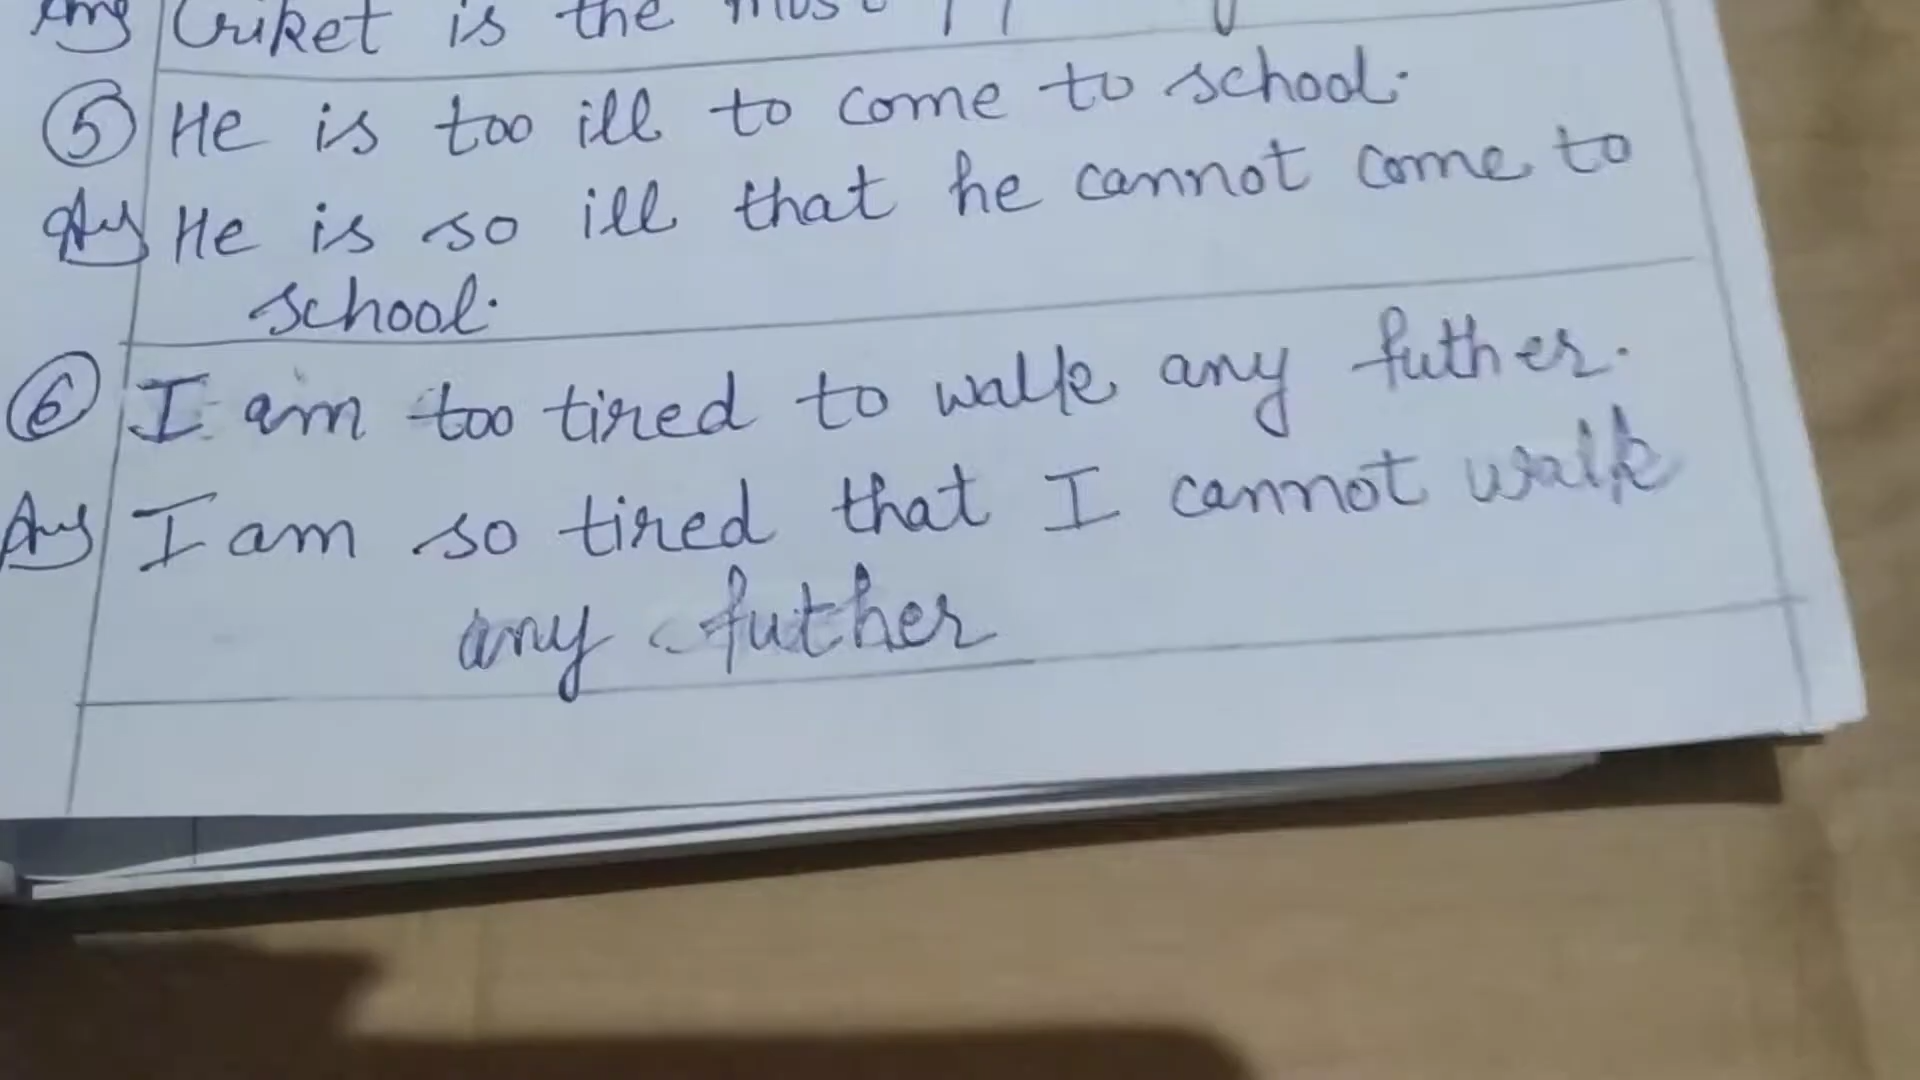 Ans Criket is the most
⑤ He is too ill to come to school.
Ans He is so ill that he cannot come to
school.
⑥ I am too tired to walk any futher.
Ans I am so tired that I cannot walk
any futher